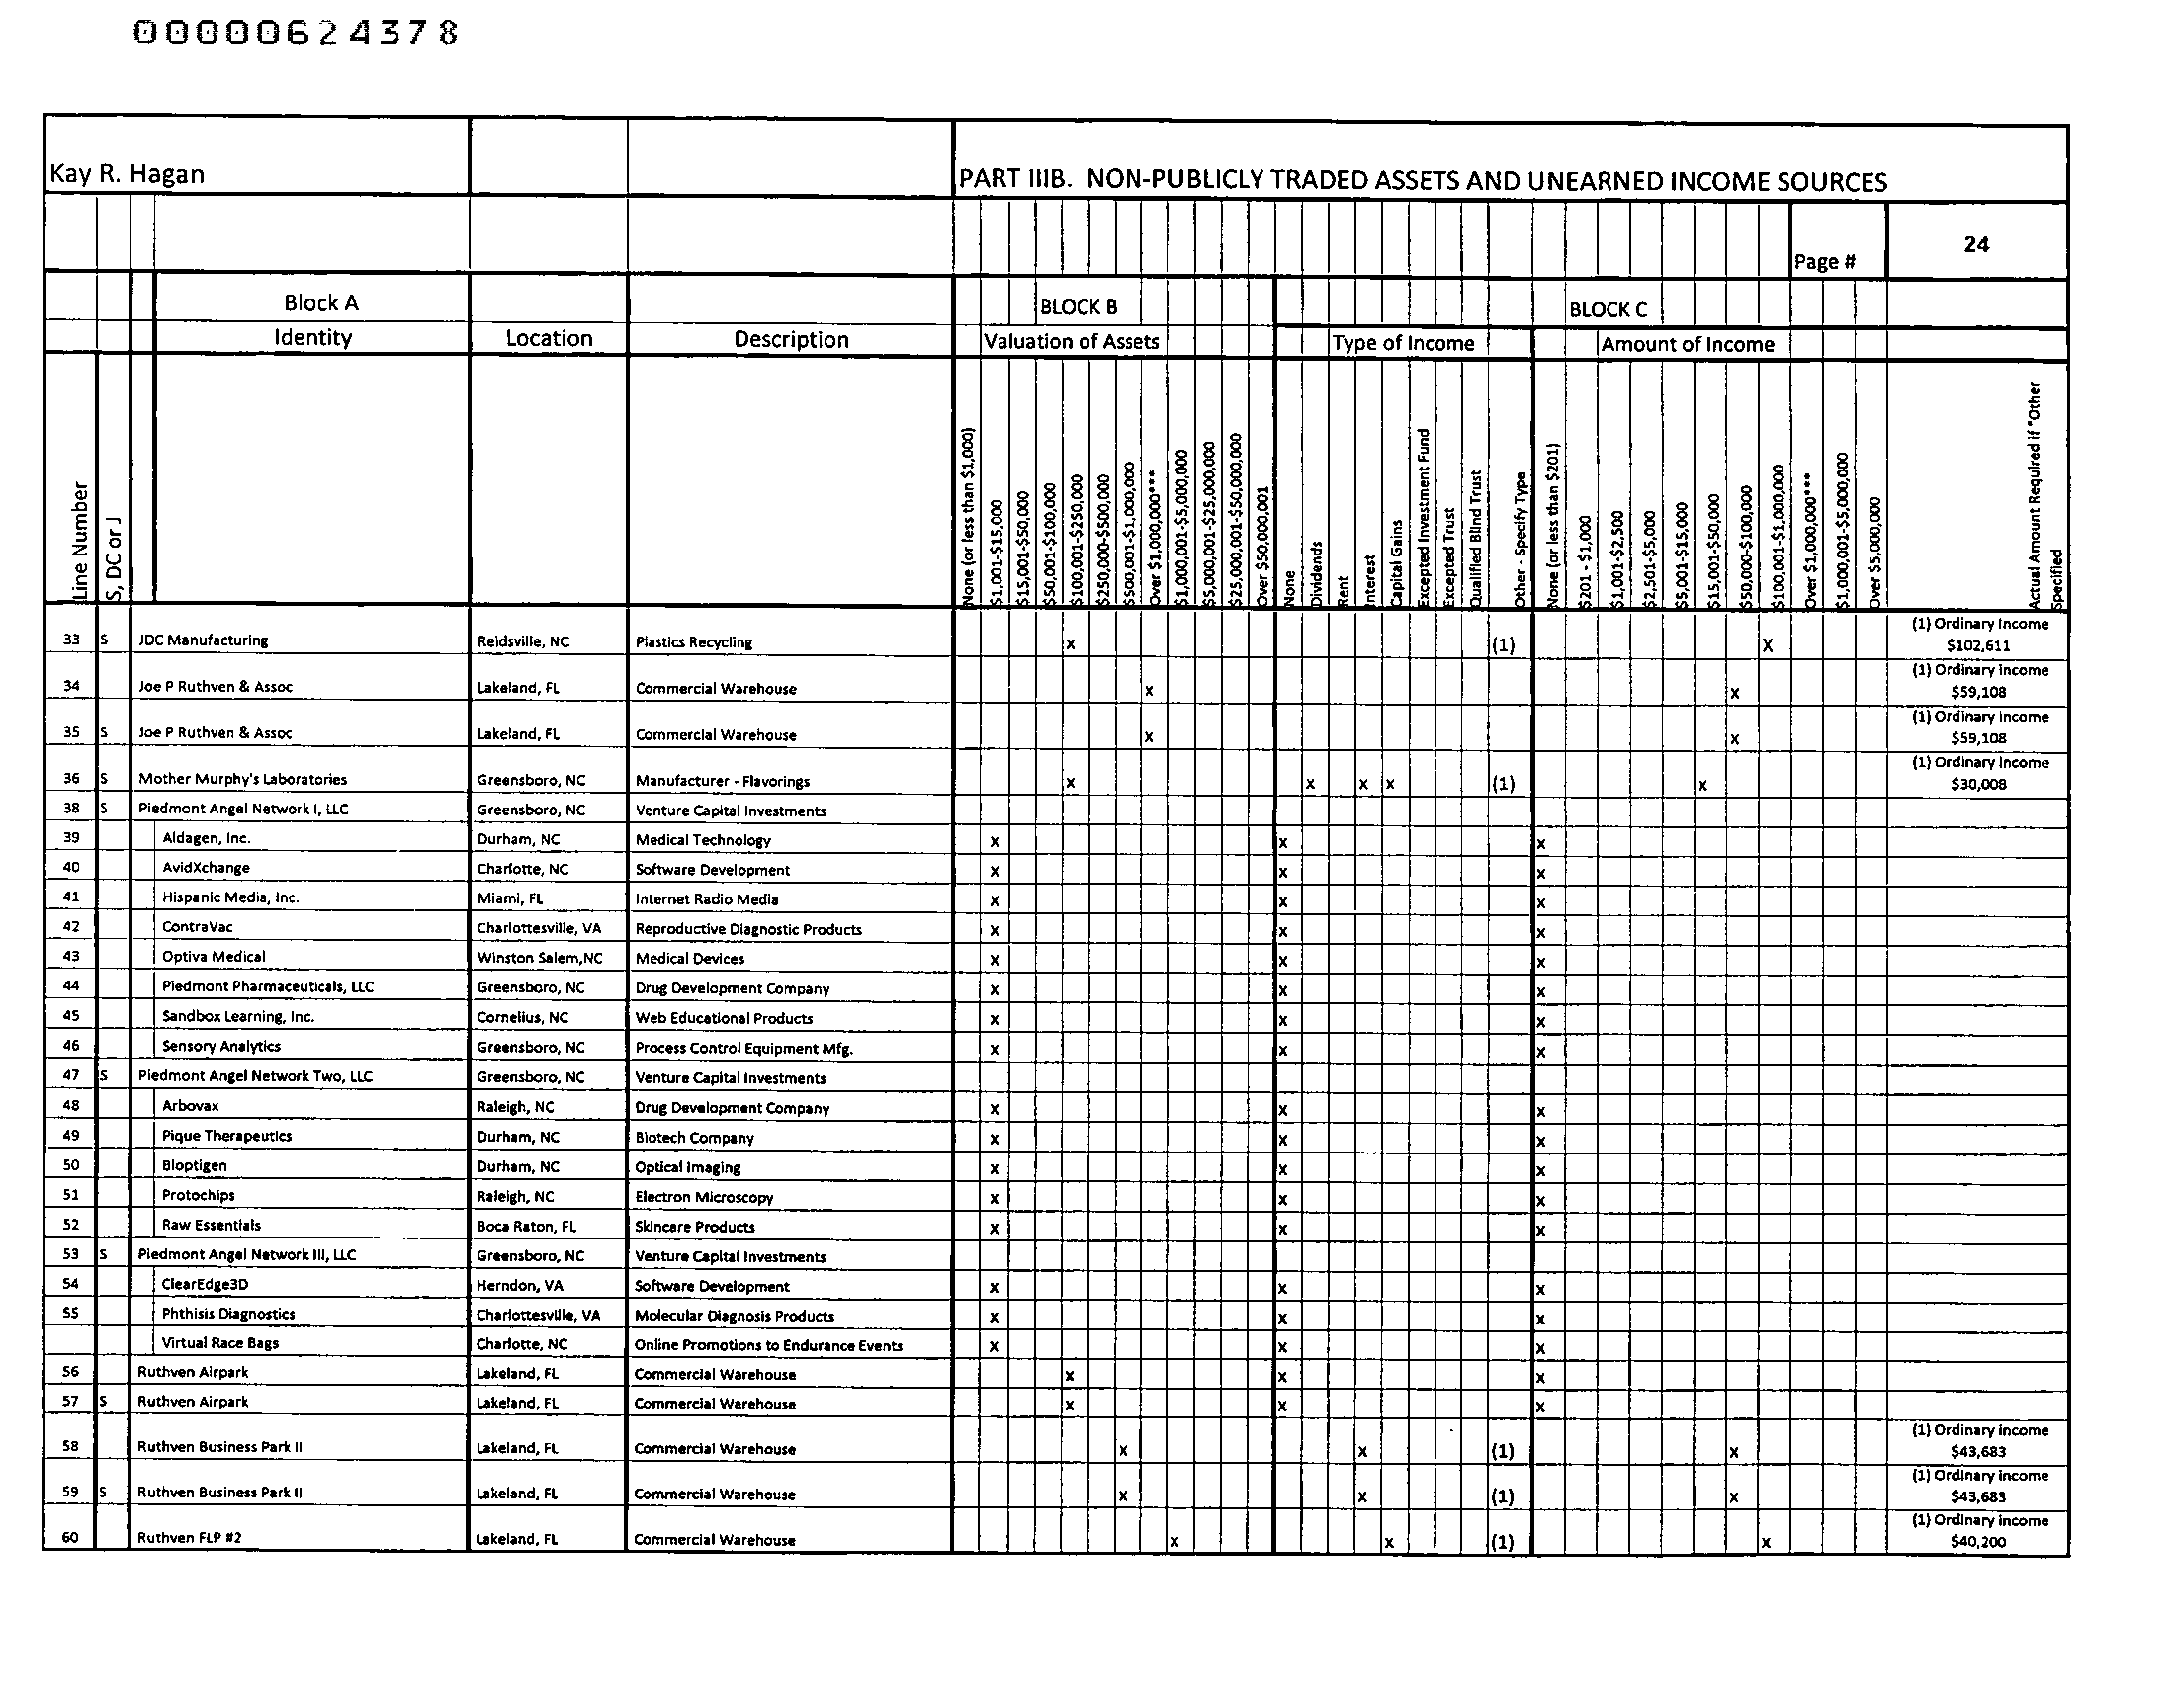 00000624378
Kay R. Hagan PART IIIB. NON-PUBLICLY TRADED ASSETS AND UNEARNED INCOME SOURCES
Page # 24
Block A BLOCK B BLOCK C
Identity Location Description Valuation of Assets Type of Income Amount of Income
Line Number
S, DC or J
None (or less than $1,000)
$1,001-$15,000
$15,001-$50,000
$50,001-$100,000
$100,001-$250,000
$250,000-$500,000
$500,001-$1,000,000
Over $1,000,000***
$1,000,001-$5,000,000
$5,000,001-$25,000,000
$25,000,001-$50,000,000
Over $50,000,001
None
Dividends
Rent
Interest
Capital Gains
Excepted Investment Fund
Excepted Trust
Qualified Blind Trust
Other - Specify Type
None (or less than $201)
$201 - $1,000
$1,001-$2,500
$2,501-$5,000
$5,001-$15,000
$15,001-$50,000
$50,000-$100,000
$100,001-$1,000,000
Over $1,000,000***
$1,000,001-$5,000,000
Over $5,000,000
Actual Amount Required if "Other
Specified
33 S JDC Manufacturing Reidsville, NC Plastics Recycling x (1) X (1) Ordinary Income
$102,611
34 Joe P Ruthven & Assoc Lakeland, FL Commercial Warehouse x x (1) Ordinary Income
$59,108
35 S Joe P Ruthven & Assoc Lakeland, FL Commercial Warehouse x x (1) Ordinary Income
$59,108
36 S Mother Murphy's Laboratories Greensboro, NC Manufacturer - Flavorings x x x x (1) x (1) Ordinary Income
$30,008
38 S Piedmont Angel Network I, LLC Greensboro, NC Venture Capital Investments
39 Aldagen, Inc. Durham, NC Medical Technology x x x
40 AvidXchange Charlotte, NC Software Development x x x
41 Hispanic Media, Inc. Miami, FL Internet Radio Media x x x
42 ContraVac Charlottesville, VA Reproductive Diagnostic Products x x x
43 Optiva Medical Winston Salem,NC Medical Devices x x x
44 Piedmont Pharmaceuticals, LLC Greensboro, NC Drug Development Company x x x
45 Sandbox Learning, Inc. Cornelius, NC Web Educational Products x x x
46 Sensory Analytics Greensboro, NC Process Control Equipment Mfg. x x x
47 S Piedmont Angel Network Two, LLC Greensboro, NC Venture Capital Investments
48 Arbovax Raleigh, NC Drug Development Company x x x
49 Pique Therapeutics Durham, NC Biotech Company x x x
50 Bioptigen Durham, NC Optical Imaging x x x
51 Protochips Raleigh, NC Electron Microscopy x x x
52 Raw Essentials Boca Raton, FL Skincare Products x x x
53 S Piedmont Angel Network III, LLC Greensboro, NC Venture Capital Investments
54 ClearEdge3D Herndon, VA Software Development x x x
55 Phthisis Diagnostics Charlottesville, VA Molecular Diagnosis Products x x x
Virtual Race Bags Charlotte, NC Online Promotions to Endurance Events x x x
56 Ruthven Airpark Lakeland, FL Commercial Warehouse x x x
57 S Ruthven Airpark Lakeland, FL Commercial Warehouse x x x
58 Ruthven Business Park II Lakeland, FL Commercial Warehouse x x (1) x (1) Ordinary income
$43,683
59 S Ruthven Business Park II Lakeland, FL Commercial Warehouse x x (1) x (1) Ordinary income
$43,683
60 Ruthven FLP #2 Lakeland, FL Commercial Warehouse x x (1) x (1) Ordinary income
$40,200